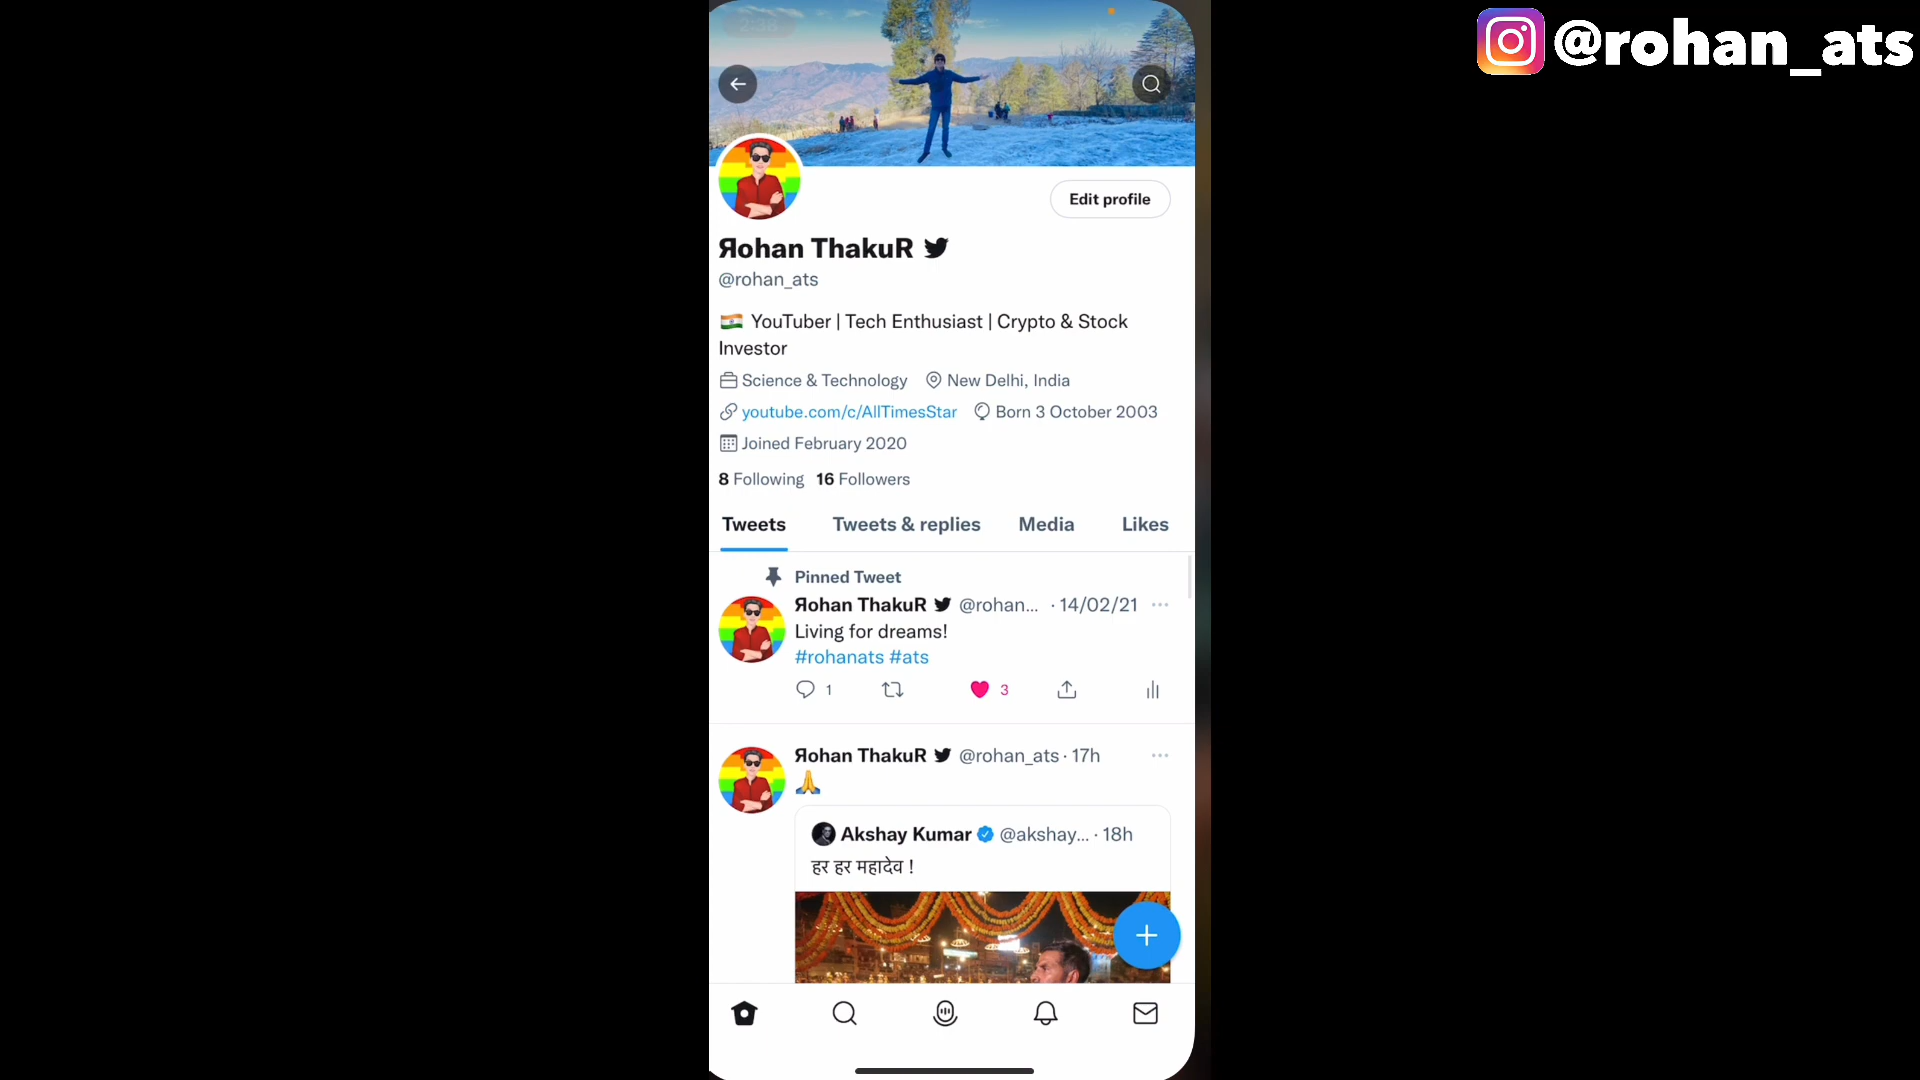 @rohan_ats
Edit profile
Яohan ThakuR
@rohan_ats
YouTuber | Tech Enthusiast | Crypto & Stock
Investor
Science & Technology New Delhi, India
youtube.com/c/AllTimesStar Born 3 October 2003
Joined February 2020
8 Following 16 Followers
Tweets Tweets & replies Media Likes
Pinned Tweet
Яohan ThakuR @rohan... · 14/02/21
Living for dreams!
#rohanats #ats
1 3
Яohan ThakuR @rohan_ats · 17h
Akshay Kumar @akshay... · 18h
हर हर महादेव !